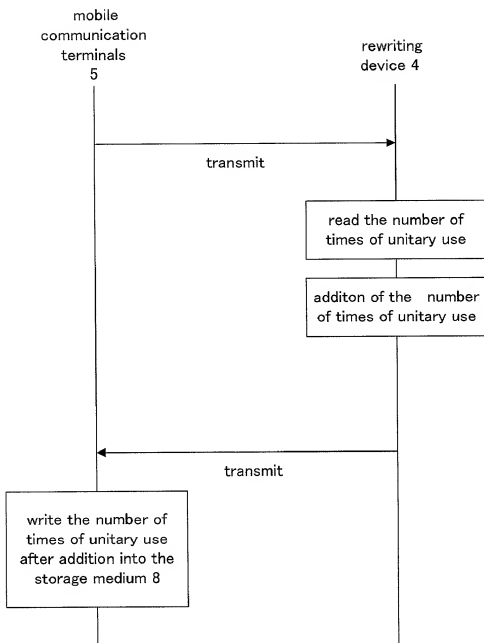 mobile
communication
terminals
5
rewriting
device 4
transmit
read the number of
times of unitary use
additon of the number
of times of unitary use
transmit
write the number of
times of unitary use
after addition into the
storage medium 8